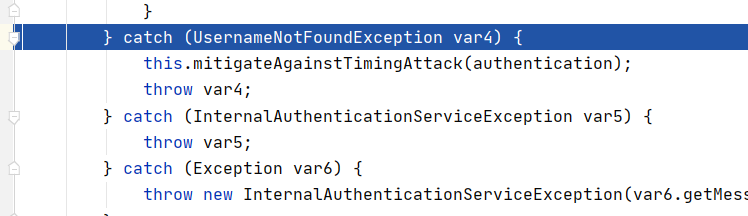 }
} catch (UsernameNotFoundException var4) {
this.mitigateAgainstTimingAttack(authentication);
throw var4;
} catch (InternalAuthenticationServiceException var5) {
throw var5;
} catch (Exception var6) {
throw new InternalAuthenticationServiceException(var6.getMess